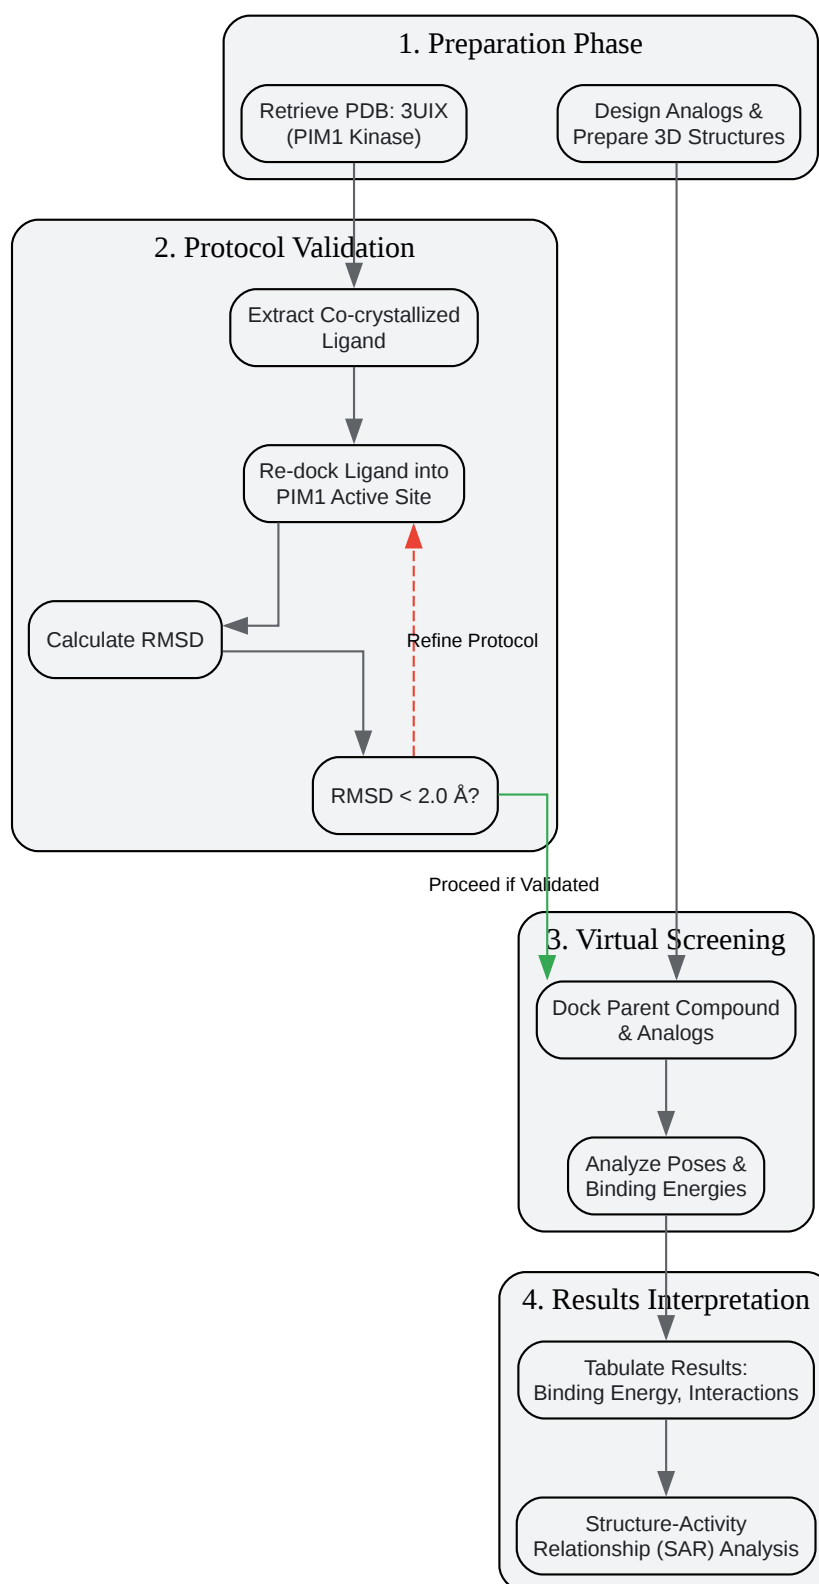 1. Preparation Phase
Retrieve PDB: 3UIX
(PIM1 Kinase)
Design Analogs &
Prepare 3D Structures
2. Protocol Validation
Extract Co-crystallized
Ligand
Re-dock Ligand into
PIM1 Active Site
Calculate RMSD
Refine Protocol
RMSD < 2.0 Å?
Proceed if Validated
3. Virtual Screening
Dock Parent Compound
& Analogs
Analyze Poses &
Binding Energies
4. Results Interpretation
Tabulate Results:
Binding Energy, Interactions
Structure-Activity
Relationship (SAR) Analysis